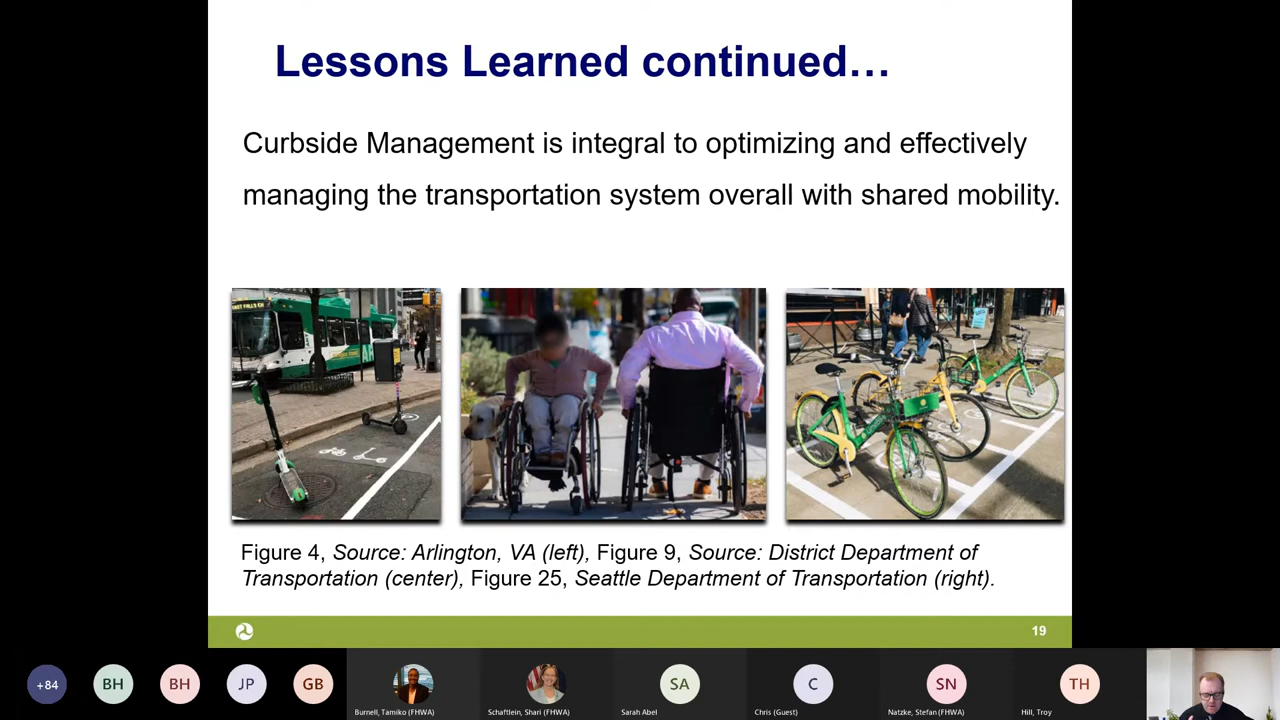 Lessons Learned continued…
Curbside Management is integral to optimizing and effectively
managing the transportation system overall with shared mobility.
Figure 4, Source: Arlington, VA (left), Figure 9, Source: District Department of
Transportation (center), Figure 25, Seattle Department of Transportation (right).
19
+84
BH
BH
JP
GB
SA
C
SN
TH
Burnell, Tamiko (FHWA)
Schaftlein, Shari (FHWA)
Sarah Abel
Chris (Guest)
Natzke, Stefan (FHWA)
Hill, Troy